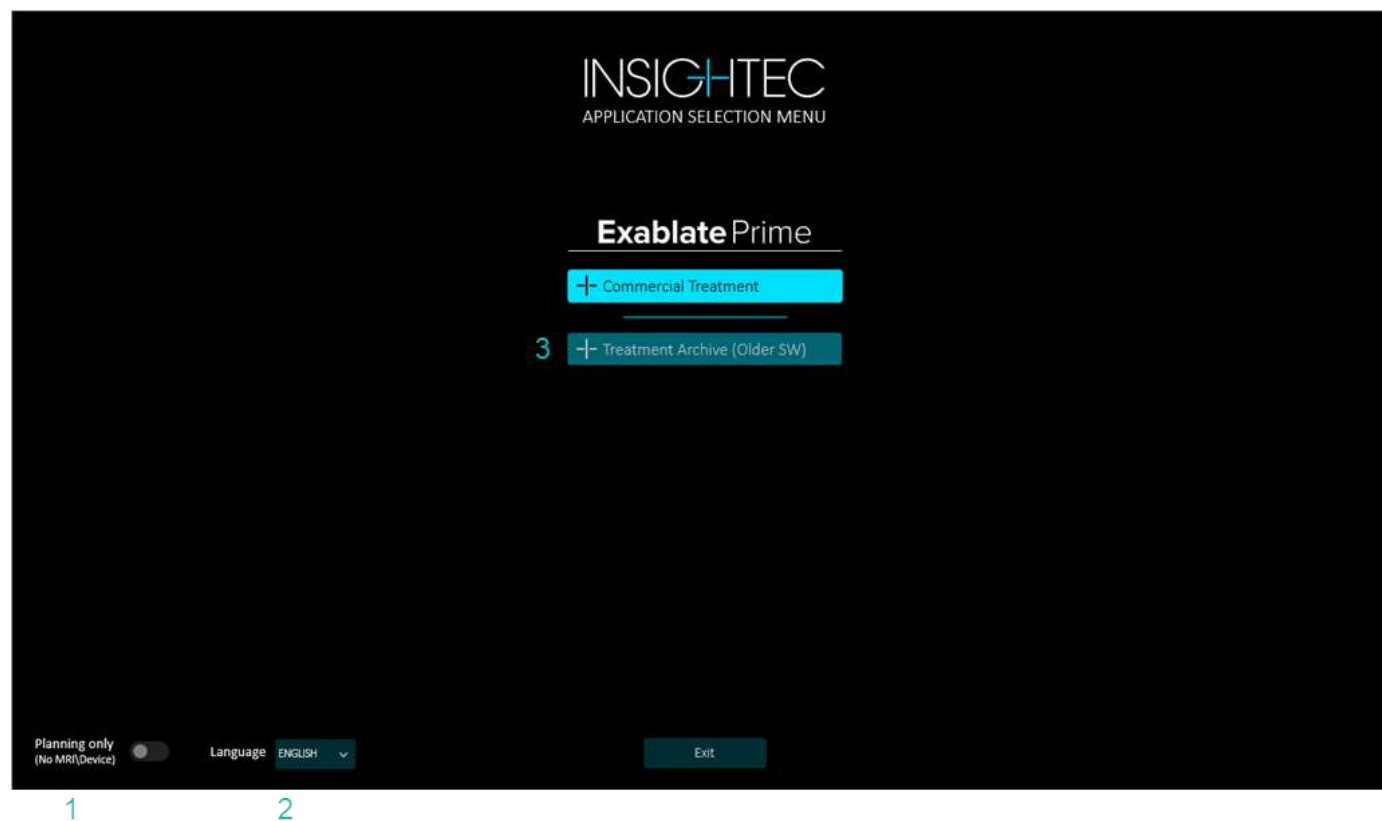 INSIGHTEC
APPLICATION SELECTION MENU
Exablate Prime
Commercial Treatment
3 Treatment Archive (Older SW)
Planning only
(No MRI\Device)
Language ENGLISH
Exit
1 2